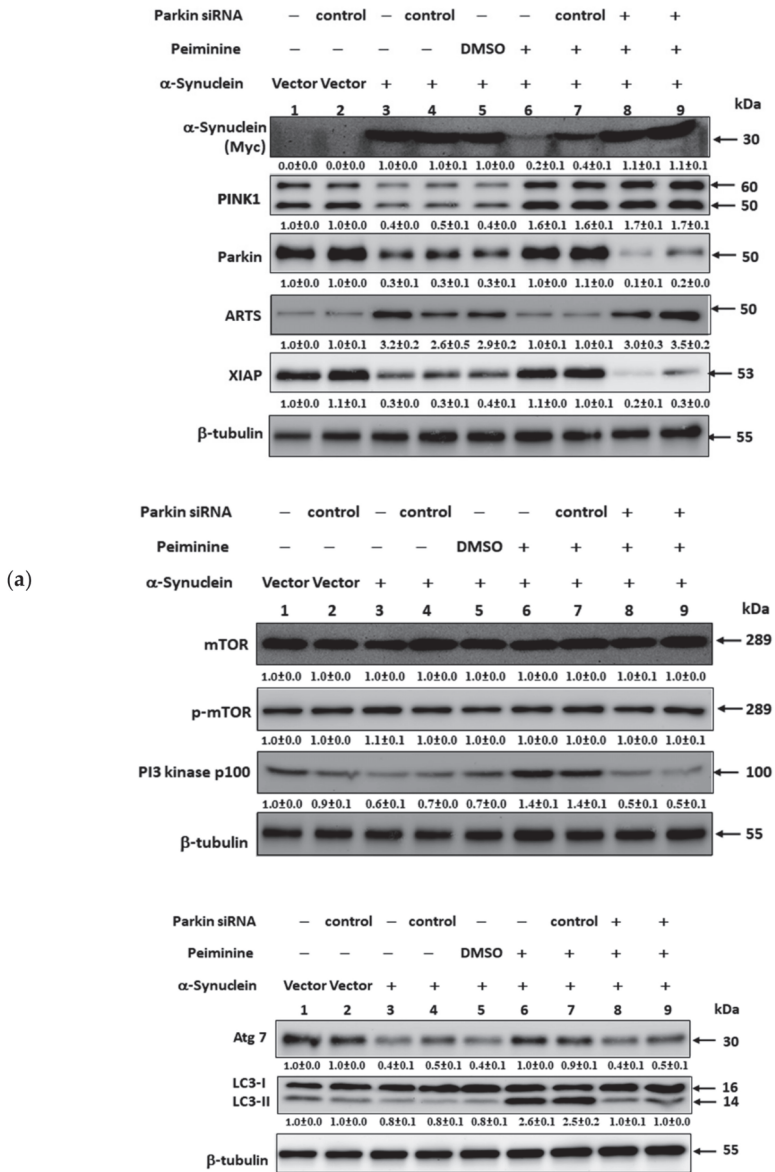 Parkin siRNA − control − control − − control + +
Peiminine − − − − DMSO + + + +
α-Synudein Vector Vector + + + + + + +
1 2 3 4 5 6 7 8 9 kDa
α-Synudein (Myc) 30
0.0±0.0 0.0±0.0 1.0±0.0 1.0±0.1 1.0±0.0 0.2±0.1 0.4±0.1 1.1±0.1 1.1±0.1
PINK1 60
50
1.0±0.0 1.0±0.0 0.4±0.0 0.5±0.1 0.4±0.0 1.6±0.1 1.6±0.1 1.7±0.1 1.7±0.1
Parkin 50
1.0±0.0 1.0±0.0 0.3±0.1 0.3±0.1 0.3±0.1 1.0±0.0 1.1±0.0 0.1±0.1 0.2±0.0
ARTS 50
1.0±0.0 1.0±0.1 3.2±0.2 2.6±0.5 2.9±0.2 1.0±0.1 1.0±0.1 3.0±0.3 3.5±0.2
XIAP 53
1.0±0.0 1.1±0.1 0.3±0.0 0.3±0.1 0.4±0.1 1.1±0.0 1.0±0.1 0.2±0.1 0.3±0.0
β-tubulin 55
(a)
Parkin siRNA − control − control − − control + +
Peiminine − − − − DMSO + + + +
α-Synudein Vector Vector + + + + + + +
1 2 3 4 5 6 7 8 9 kDa
mTOR 289
1.0±0.0 1.0±0.0 1.0±0.0 1.0±0.0 1.0±0.0 1.0±0.0 1.0±0.0 1.0±0.1 1.0±0.0
p-mTOR 289
1.0±0.0 1.0±0.0 1.1±0.1 1.0±0.0 1.0±0.0 1.0±0.0 1.0±0.0 1.0±0.0 1.0±0.1
PI3 kinase p100 100
1.0±0.0 0.9±0.1 0.6±0.1 0.7±0.0 0.7±0.0 1.4±0.1 1.4±0.1 0.5±0.1 0.5±0.1
β-tubulin 55
Parkin siRNA − control − control − − control + +
Peiminine − − − − DMSO + + + +
α-Synudein Vector Vector + + + + + + +
1 2 3 4 5 6 7 8 9 kDa
Atg 7 30
1.0±0.0 1.0±0.0 0.4±0.1 0.5±0.1 0.4±0.1 1.0±0.0 0.9±0.1 0.4±0.1 0.5±0.1
LC3-I 16
LC3-II 14
1.0±0.0 1.0±0.0 0.8±0.1 0.8±0.1 0.8±0.1 2.6±0.1 2.5±0.2 1.0±0.1 1.0±0.0
β-tubulin 55